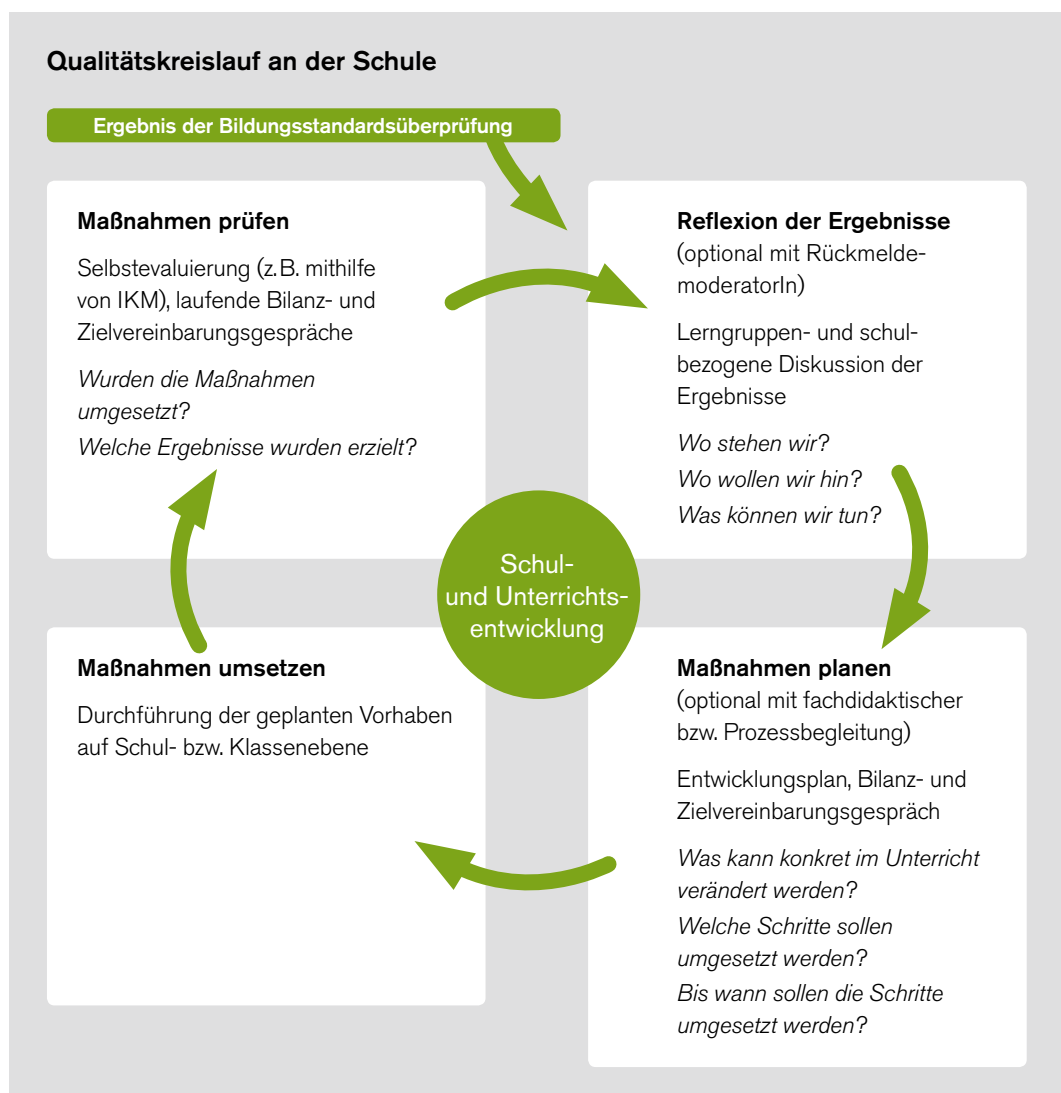 Qualitätskreislauf an der Schule
Ergebnis der Bildungsstandardsüberprüfung
Maßnahmen prüfen
Selbstevaluierung (z. B. mithilfe
von IKM), laufende Bilanz- und
Zielvereinbarungsgespräche
Wurden die Maßnahmen
umgesetzt?
Welche Ergebnisse wurden erzielt?
Reflexion der Ergebnisse
(optional mit Rückmelde-
moderatorIn)
Lerngruppen- und schul-
bezogene Diskussion der
Ergebnisse
Wo stehen wir?
Wo wollen wir hin?
Was können wir tun?
Schul-
und Unterrichts-
entwicklung
Maßnahmen umsetzen
Durchführung der geplanten Vorhaben
auf Schul- bzw. Klassenebene
Maßnahmen planen
(optional mit fachdidaktischer
bzw. Prozessbegleitung)
Entwicklungsplan, Bilanz- und
Zielvereinbarungsgespräch
Was kann konkret im Unterricht
verändert werden?
Welche Schritte sollen
umgesetzt werden?
Bis wann sollen die Schritte
umgesetzt werden?